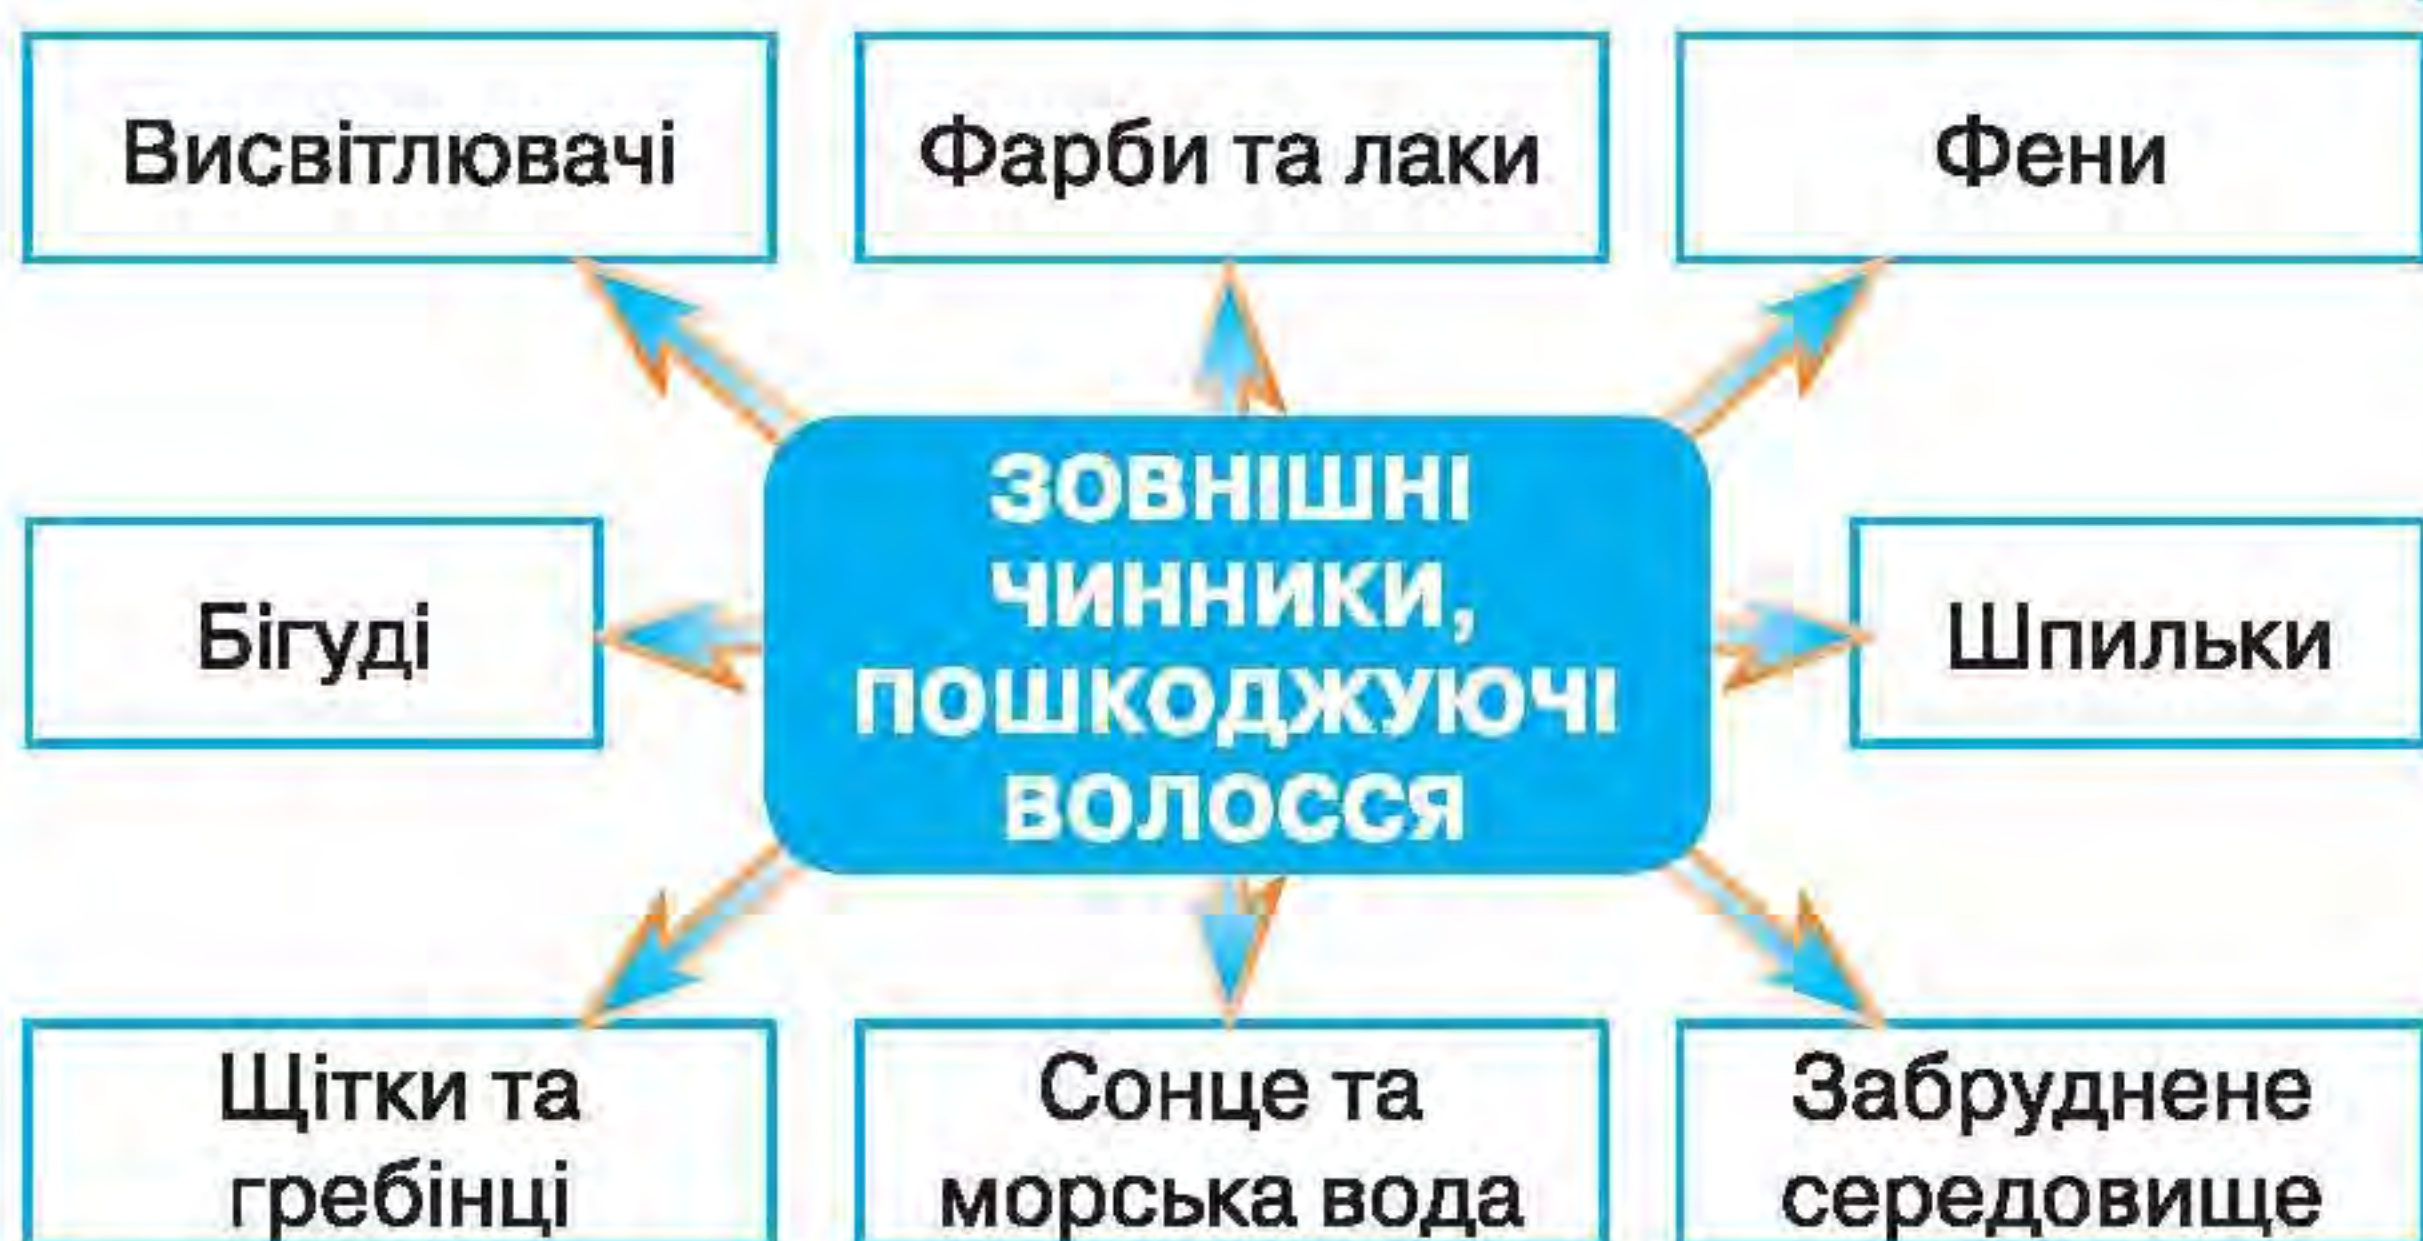 Висвітлювачі
Фарби та лаки
Фени
ЗОВНІШНІ
ЧИННИКИ,
ПОШКОДЖУЮЧІ
ВОЛОССЯ
Бігуді
Шпильки
Щітки та
гребінці
Сонце та
морська вода
Забруднене
середовище